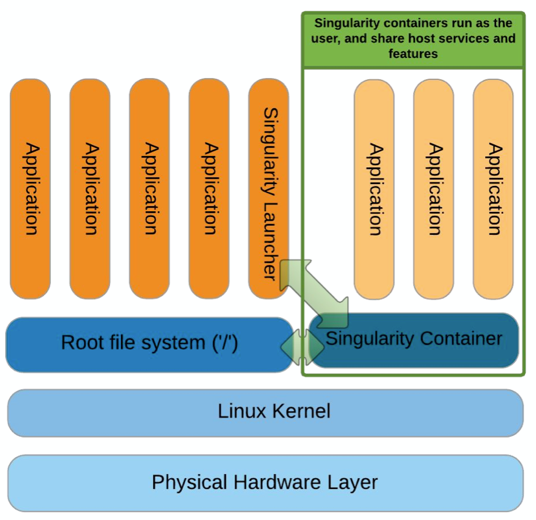 Singularity containers run as the
user, and share host services and
features
Application
Application
Application
Application
Singularity Launcher
Application
Application
Application
Root file system ('/')
Singularity Container
Linux Kernel
Physical Hardware Layer